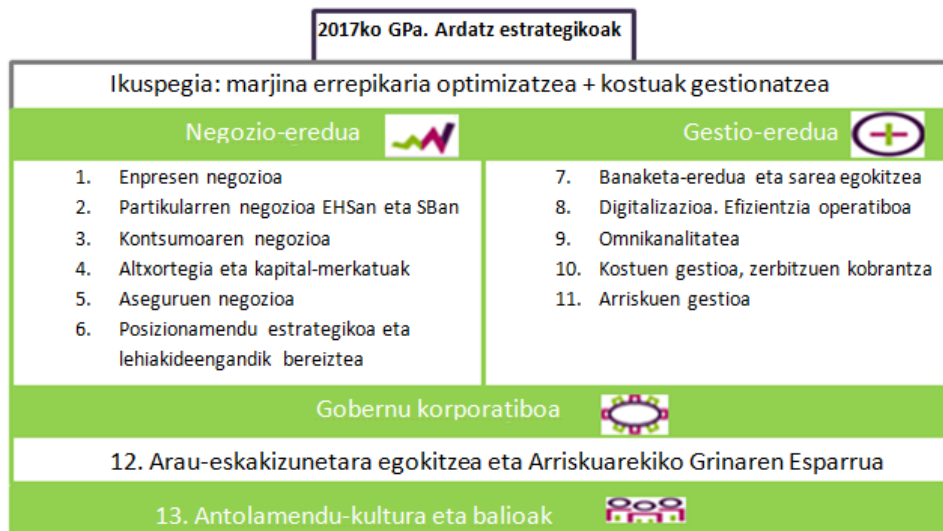 2017ko GPa. Ardatz estrategikoak
Ikuspegia: marjina errepikaria optimizatzea + kostuak gestionatzea
Negozio-eredua
1. Enpresen negozioa
2. Partikularren negozioa EHSan eta SBan
3. Kontsumoaren negozioa
4. Altxortegia eta kapital-merkatuak
5. Aseguruen negozioa
6. Posizionamendu estrategikoa eta
lehiakideengandik bereiztea
Gestio-eredua
7. Banaketa-eredua eta sarea egokitzea
8. Digitalizazioa. Efizientzia operatiboa
9. Omnikanalitatea
10. Kostuen gestioa, zerbitzuen kobrantza
11. Arriskuen gestioa
Gobernu korporatiboa
12. Arau-eskakizunetara egokitzea eta Arriskuarekiko Grinaren Esparrua
13. Antolamendu-kultura eta balioak